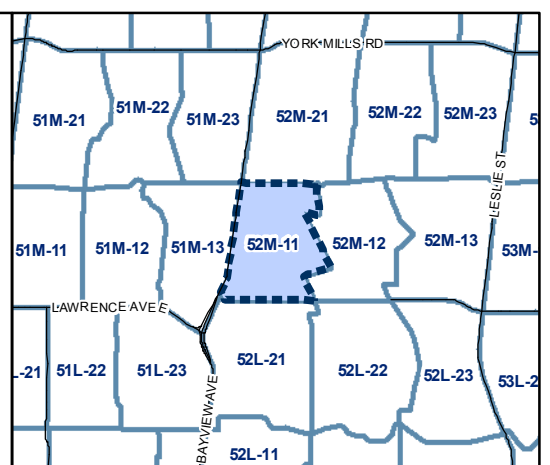 YORK MILLS RD
51M-21
51M-22
51M-23
52M-21
52M-22
52M-23
5
LESLIE ST
51M-11
51M-12
51M-13
52M-11
52M-12
52M-13
53M-
LAWRENCE AVE E
L-21
51L-22
51L-23
52L-21
52L-22
52L-23
53L-2
BAYVIEW AVE
52L-11